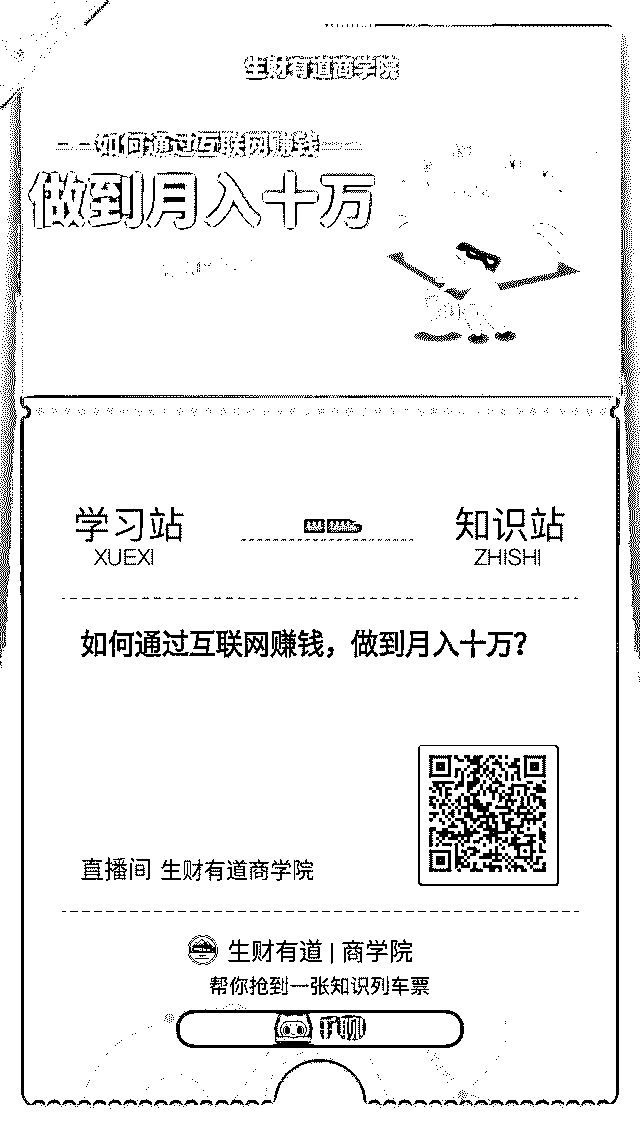 生财有道商学院
如何通过互联网赚钱
做到月入十万
学习站
XUEXI
知识站
ZHISHI
如何通过互联网赚钱，做到月入十万？
直播间 生财有道商学院
生财有道 | 商学院
帮你抢到一张知识列车票